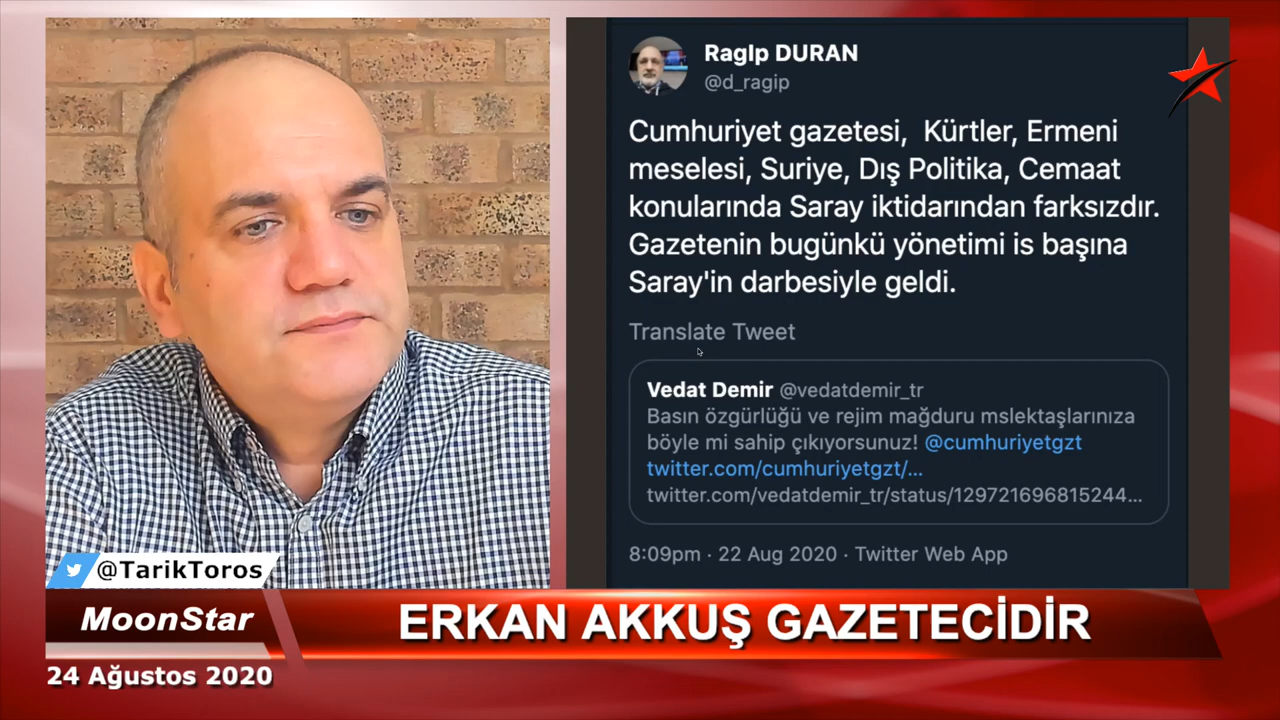 RagIp DURAN
@d_ragip
Cumhuriyet gazetesi,  Kürtler, Ermeni
meselesi, Suriye, Dış Politika, Cemaat
konularında Saray iktidarından farksızdır.
Gazetenin bugünkü yönetimi is başına
Saray'in darbesiyle geldi.
Translate Tweet
Vedat Demir @vedatdemir_tr
Basın özgürlüğü ve rejim mağduru mslektaşlarınıza
böyle mi sahip çıkıyorsunuz! @cumhuriyetgzt
twitter.com/cumhuriyetgzt/...
twitter.com/vedatdemir_tr/status/129721696815244...
8:09pm · 22 Aug 2020 · Twitter Web App
@TarikToros
MoonStar
ERKAN AKKUŞ GAZETECİDİR
24 Ağustos 2020